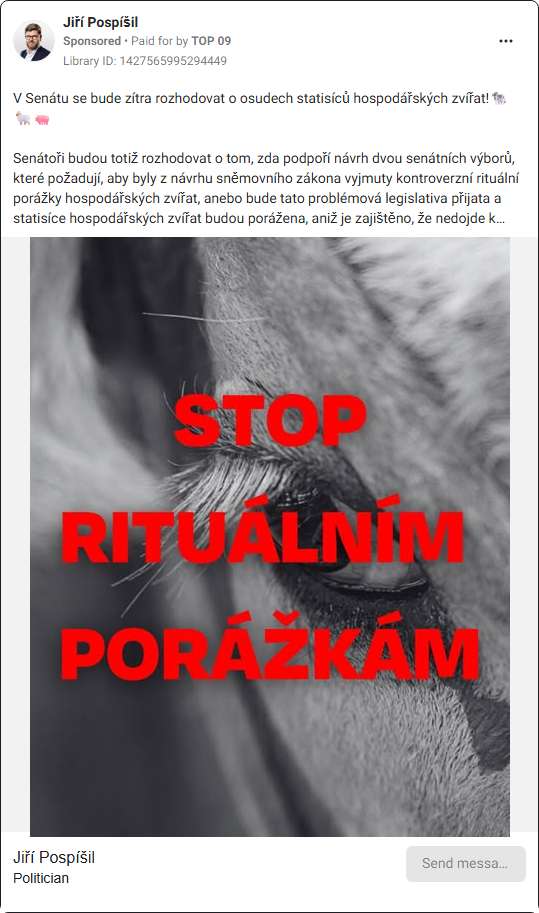 Jiří Pospíšil
Sponsored • Paid for by TOP 09
Library ID: 1427565995294449
V Senátu se bude zítra rozhodovat o osudech statisíců hospodářských zvířat! 🐄
🐑 🐖
Senátoři budou totiž rozhodovat o tom, zda podpoří návrh dvou senátních výborů,
které požadují, aby byly z návrhu sněmovního zákona vyjmuty kontroverzní rituální
porážky hospodářských zvířat, anebo bude tato problémová legislativa přijata a
statisíce hospodářských zvířat budou porážena, aniž je zajištěno, že nedojde k...
STOP
RITUÁLNÍM
PORÁŽKÁM
Jiří Pospíšil
Politician
Send messa...